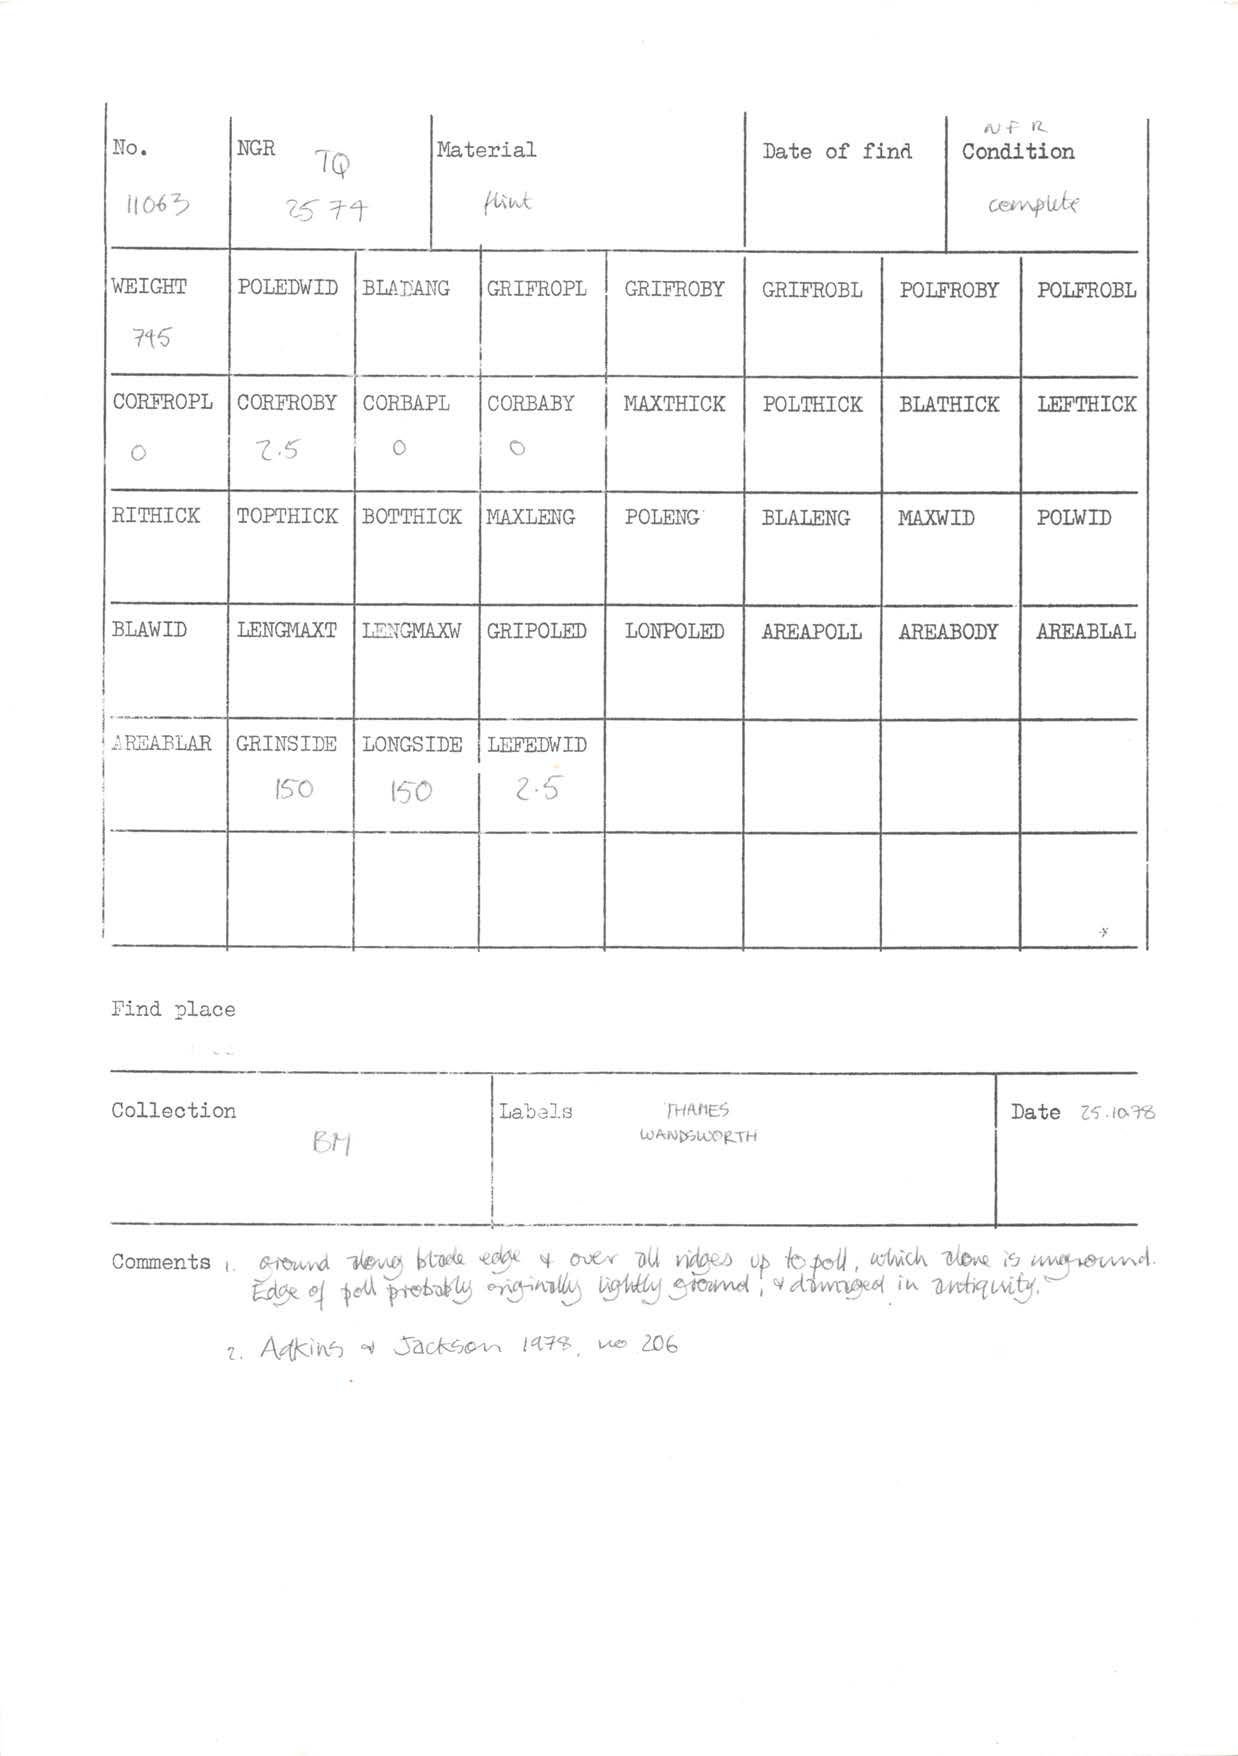 No. NGR TQ Material Date of find NFR Condition
11063 25 74 flint complete
WEIGHT POLEDWID BLADANG GRIFROPL GRIFROBY GRIFROBL POLFROBY POLFROBL
745
CORFROPL CORFROBY CORBAPL CORBABY MAXTHICK POLTHICK BLATHICK LEFTHICK
0 2.5 0 0
RITHICK TOPTHICK BOTTHICK MAXLENG POLENG BLALENG MAXWID POLWID
BLAWID LENGMAXT LENGMAXW GRIPOLED LONPOLED AREAPOLL AREABODY AREABLAL
AREABLAR GRINSIDE LONGSIDE LEFEDWID
150 150 2.5
Find place
Collection Labels THAMES Date 25.10.78
BM WANDSWORTH
Comments 1. Ground along blade edge & over all ridges up to poll, which alone is unground.
Edge of poll probably originally lightly ground, & damaged in antiquity.
2. Adkins & Jackson 1978, no 206